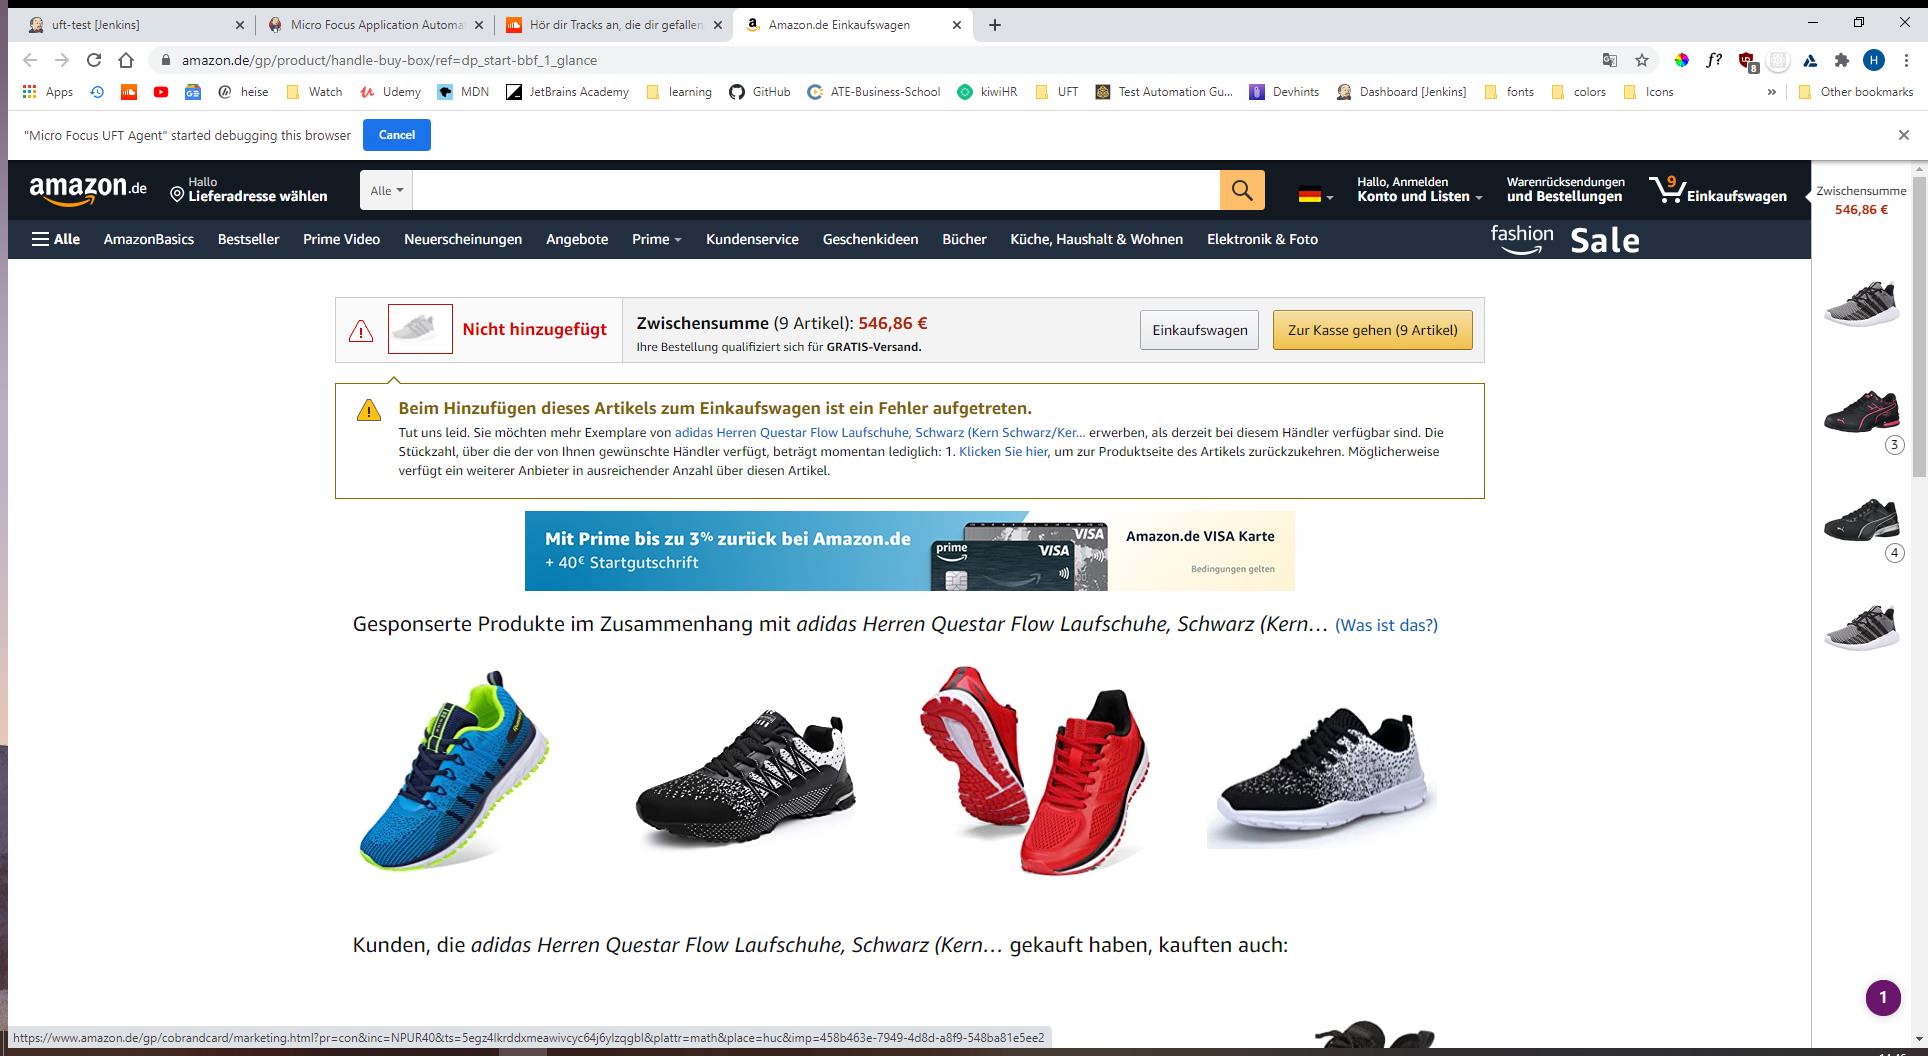 uft-test [Jenkins]
Micro Focus Application Automa
Hör dir Tracks an, die dir gefallen
Amazon.de Einkaufswagen
amazon.de/gp/product/handle-buy-box/ref=dp_start-bbf_1_glance
f?
8
H
Apps
heise
Watch
Udemy
MDN
JetBrains Academy
learning
GitHub
ATE-Business-School
kiwiHR
UFT
Test Automation Gu...
Devhints
Dashboard [Jenkins]
fonts
colors
Icons
»
Other bookmarks
"Micro Focus UFT Agent" started debugging this browser
Cancel
amazon.de
Hallo
Lieferadresse wählen
Alle
Hallo, Anmelden
Konto und Listen
Warenrücksendungen
und Bestellungen
9
Einkaufswagen
Zwischensumme
546,86 €
Alle
AmazonBasics
Bestseller
Prime Video
Neuerscheinungen
Angebote
Prime
Kundenservice
Geschenkideen
Bücher
Küche, Haushalt & Wohnen
Elektronik & Foto
fashion Sale
Nicht hinzugefügt
Zwischensumme (9 Artikel): 546,86 €
Ihre Bestellung qualifiziert sich für GRATIS-Versand.
Einkaufswagen
Zur Kasse gehen (9 Artikel)
Beim Hinzufügen dieses Artikels zum Einkaufswagen ist ein Fehler aufgetreten.
Tut uns leid. Sie möchten mehr Exemplare von adidas Herren Questar Flow Laufschuhe, Schwarz (Kern Schwarz/Ker... erwerben, als derzeit bei diesem Händler verfügbar sind. Die
Stückzahl, über die der von Ihnen gewünschte Händler verfügt, beträgt momentan lediglich: 1. Klicken Sie hier, um zur Produktseite des Artikels zurückzukehren. Möglicherweise
verfügt ein weiterer Anbieter in ausreichender Anzahl über diesen Artikel.
3
4
Mit Prime bis zu 3% zurück bei Amazon.de
+ 40€ Startgutschrift
prime
VISA
VISA
Amazon.de VISA Karte
Bedingungen gelten
Gesponserte Produkte im Zusammenhang mit adidas Herren Questar Flow Laufschuhe, Schwarz (Kern... (Was ist das?)
Kunden, die adidas Herren Questar Flow Laufschuhe, Schwarz (Kern... gekauft haben, kauften auch:
1
https://www.amazon.de/gp/cobrandcard/marketing.html?pr=con&inc=NPUR40&ts=5egz4lkrddxmeawivcyc64j6ylzqgbl&plattr=math&place=huc&imp=458b463e-7949-4d8d-a8f9-548ba81e5ee2